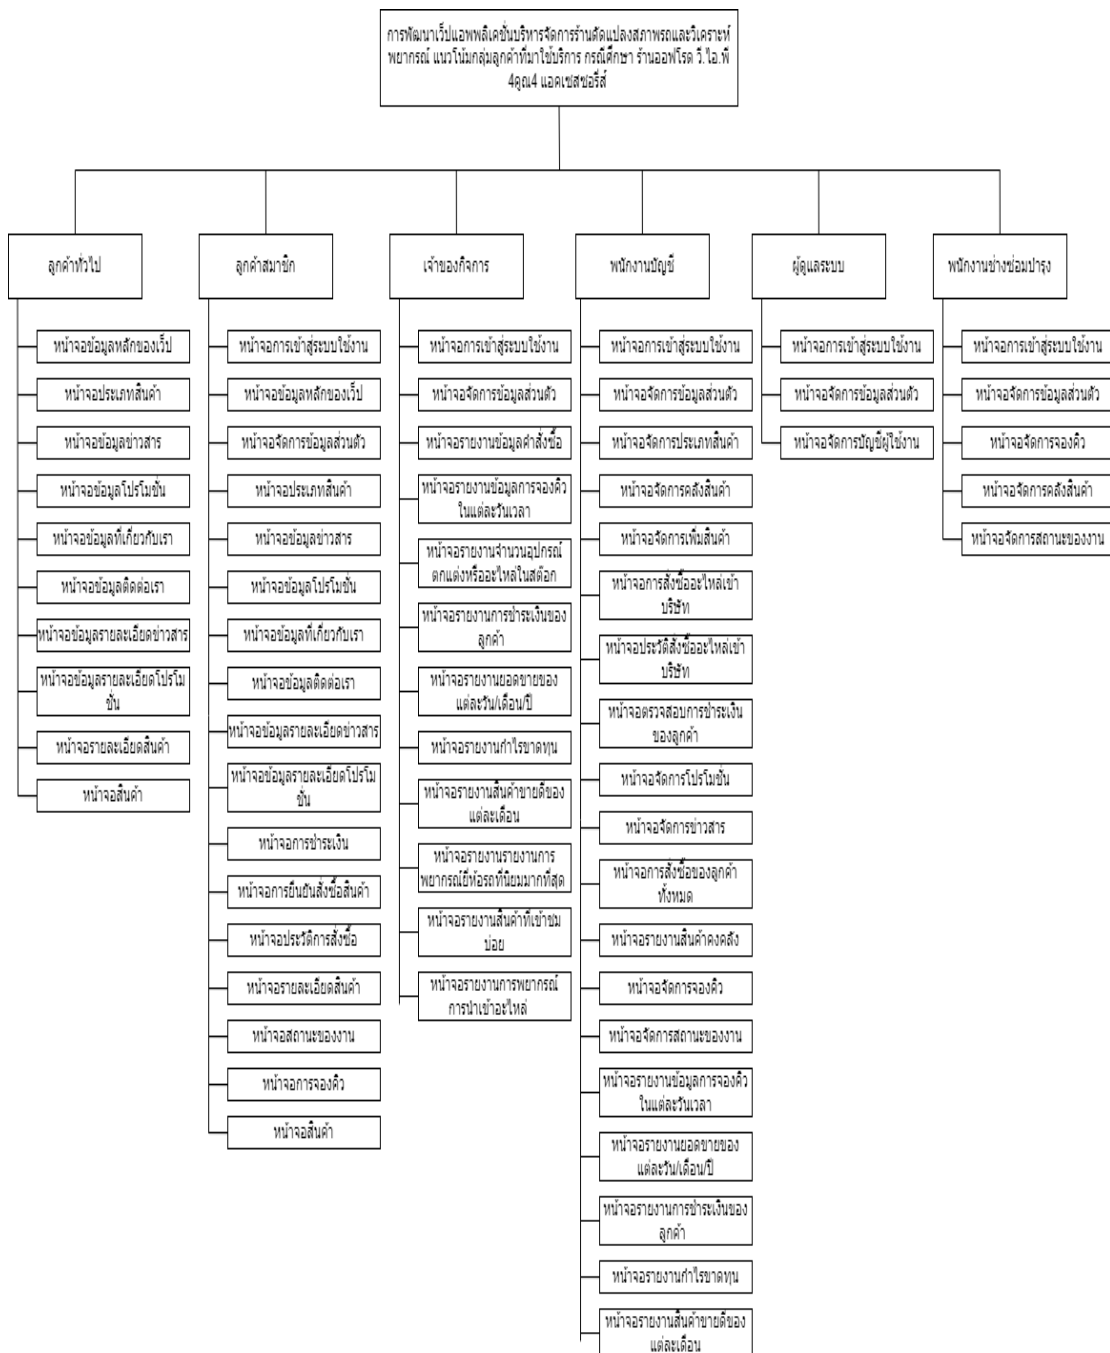 การพัฒนาเว็ปแอพพลิเคชั่นบริหารจัดการร้านดัดแปลงสภาพรถและวิเคราะห์
พยากรณ์ แนวโน้มกลุ่มลูกค้าที่มาใช้บริการ กรณีศึกษา ร้านออฟโรด วี.ไอ.พี
4คูณ4 แอคเซสซอรี่ส์
ลูกค้าทั่วไป
หน้าจอข้อมูลหลักของเว็ป
หน้าจอประเภทสินค้า
หน้าจอข้อมูลข่าวสาร
หน้าจอข้อมูลโปรโมชั่น
หน้าจอข้อมูลที่เกี่ยวกับเรา
หน้าจอข้อมูลติดต่อเรา
หน้าจอข้อมูลรายละเอียดข่าวสาร
หน้าจอข้อมูลรายละเอียดโปรโม
ชั่น
หน้าจอรายละเอียดสินค้า
หน้าจอสินค้า
ลูกค้าสมาชิก
หน้าจอการเข้าสู่ระบบใช้งาน
หน้าจอข้อมูลหลักของเว็ป
หน้าจอจัดการข้อมูลส่วนตัว
หน้าจอประเภทสินค้า
หน้าจอข้อมูลข่าวสาร
หน้าจอข้อมูลโปรโมชั่น
หน้าจอข้อมูลที่เกี่ยวกับเรา
หน้าจอข้อมูลติดต่อเรา
หน้าจอข้อมูลรายละเอียดข่าวสาร
หน้าจอข้อมูลรายละเอียดโปรโม
ชั่น
หน้าจอการชำระเงิน
หน้าจอการยืนยันสั่งซื้อสินค้า
หน้าจอประวัติการสั่งซื้อ
หน้าจอรายละเอียดสินค้า
หน้าจอสถานะของงาน
หน้าจอการจองคิว
หน้าจอสินค้า
เจ้าของกิจการ
หน้าจอการเข้าสู่ระบบใช้งาน
หน้าจอจัดการข้อมูลส่วนตัว
หน้าจอรายงานข้อมูลคำสั่งซื้อ
หน้าจอรายงานข้อมูลการจองคิว
ในแต่ละวันเวลา
หน้าจอรายงานจำนวนอุปกรณ์
ตกแต่งหรืออะไหล่ในสต๊อก
หน้าจอรายงานการชำระเงินของ
ลูกค้า
หน้าจอรายงานยอดขายของ
แต่ละวัน/เดือน/ปี
หน้าจอรายงานกำไรขาดทุน
หน้าจอรายงานสินค้าขายดีของ
แต่ละเดือน
หน้าจอรายงานรายงานการ
พยากรณ์ยี่ห้อรถที่นิยมมากที่สุด
หน้าจอรายงานสินค้าที่เข้าชม
บ่อย
หน้าจอรายงานการพยากรณ์
การนำเข้าอะไหล่
พนักงานบัญชี
หน้าจอการเข้าสู่ระบบใช้งาน
หน้าจอจัดการข้อมูลส่วนตัว
หน้าจอจัดการประเภทสินค้า
หน้าจอจัดการคลังสินค้า
หน้าจอจัดการเพิ่มสินค้า
หน้าจอการสั่งซื้ออะไหล่เข้า
บริษัท
หน้าจอประวัติสั่งซื้ออะไหล่เข้า
บริษัท
หน้าจอตรวจสอบการชำระเงิน
ของลูกค้า
หน้าจอจัดการโปรโมชั่น
หน้าจอจัดการข่าวสาร
หน้าจอการสั่งซื้อของลูกค้า
ทั้งหมด
หน้าจอรายงานสินค้าคงคลัง
หน้าจอจัดการจองคิว
หน้าจอจัดการสถานะของงาน
หน้าจอรายงานข้อมูลการจองคิว
ในแต่ละวันเวลา
หน้าจอรายงานยอดขายของ
แต่ละวัน/เดือน/ปี
หน้าจอรายงานการชำระเงินของ
ลูกค้า
หน้าจอรายงานกำไรขาดทุน
หน้าจอรายงานสินค้าขายดีของ
แต่ละเดือน
ผู้ดูแลระบบ
หน้าจอการเข้าสู่ระบบใช้งาน
หน้าจอจัดการข้อมูลส่วนตัว
หน้าจอจัดการบัญชีผู้ใช้งาน
พนักงานช่างซ่อมบำรุง
หน้าจอการเข้าสู่ระบบใช้งาน
หน้าจอจัดการข้อมูลส่วนตัว
หน้าจอจัดการจองคิว
หน้าจอจัดการคลังสินค้า
หน้าจอจัดการสถานะของงาน